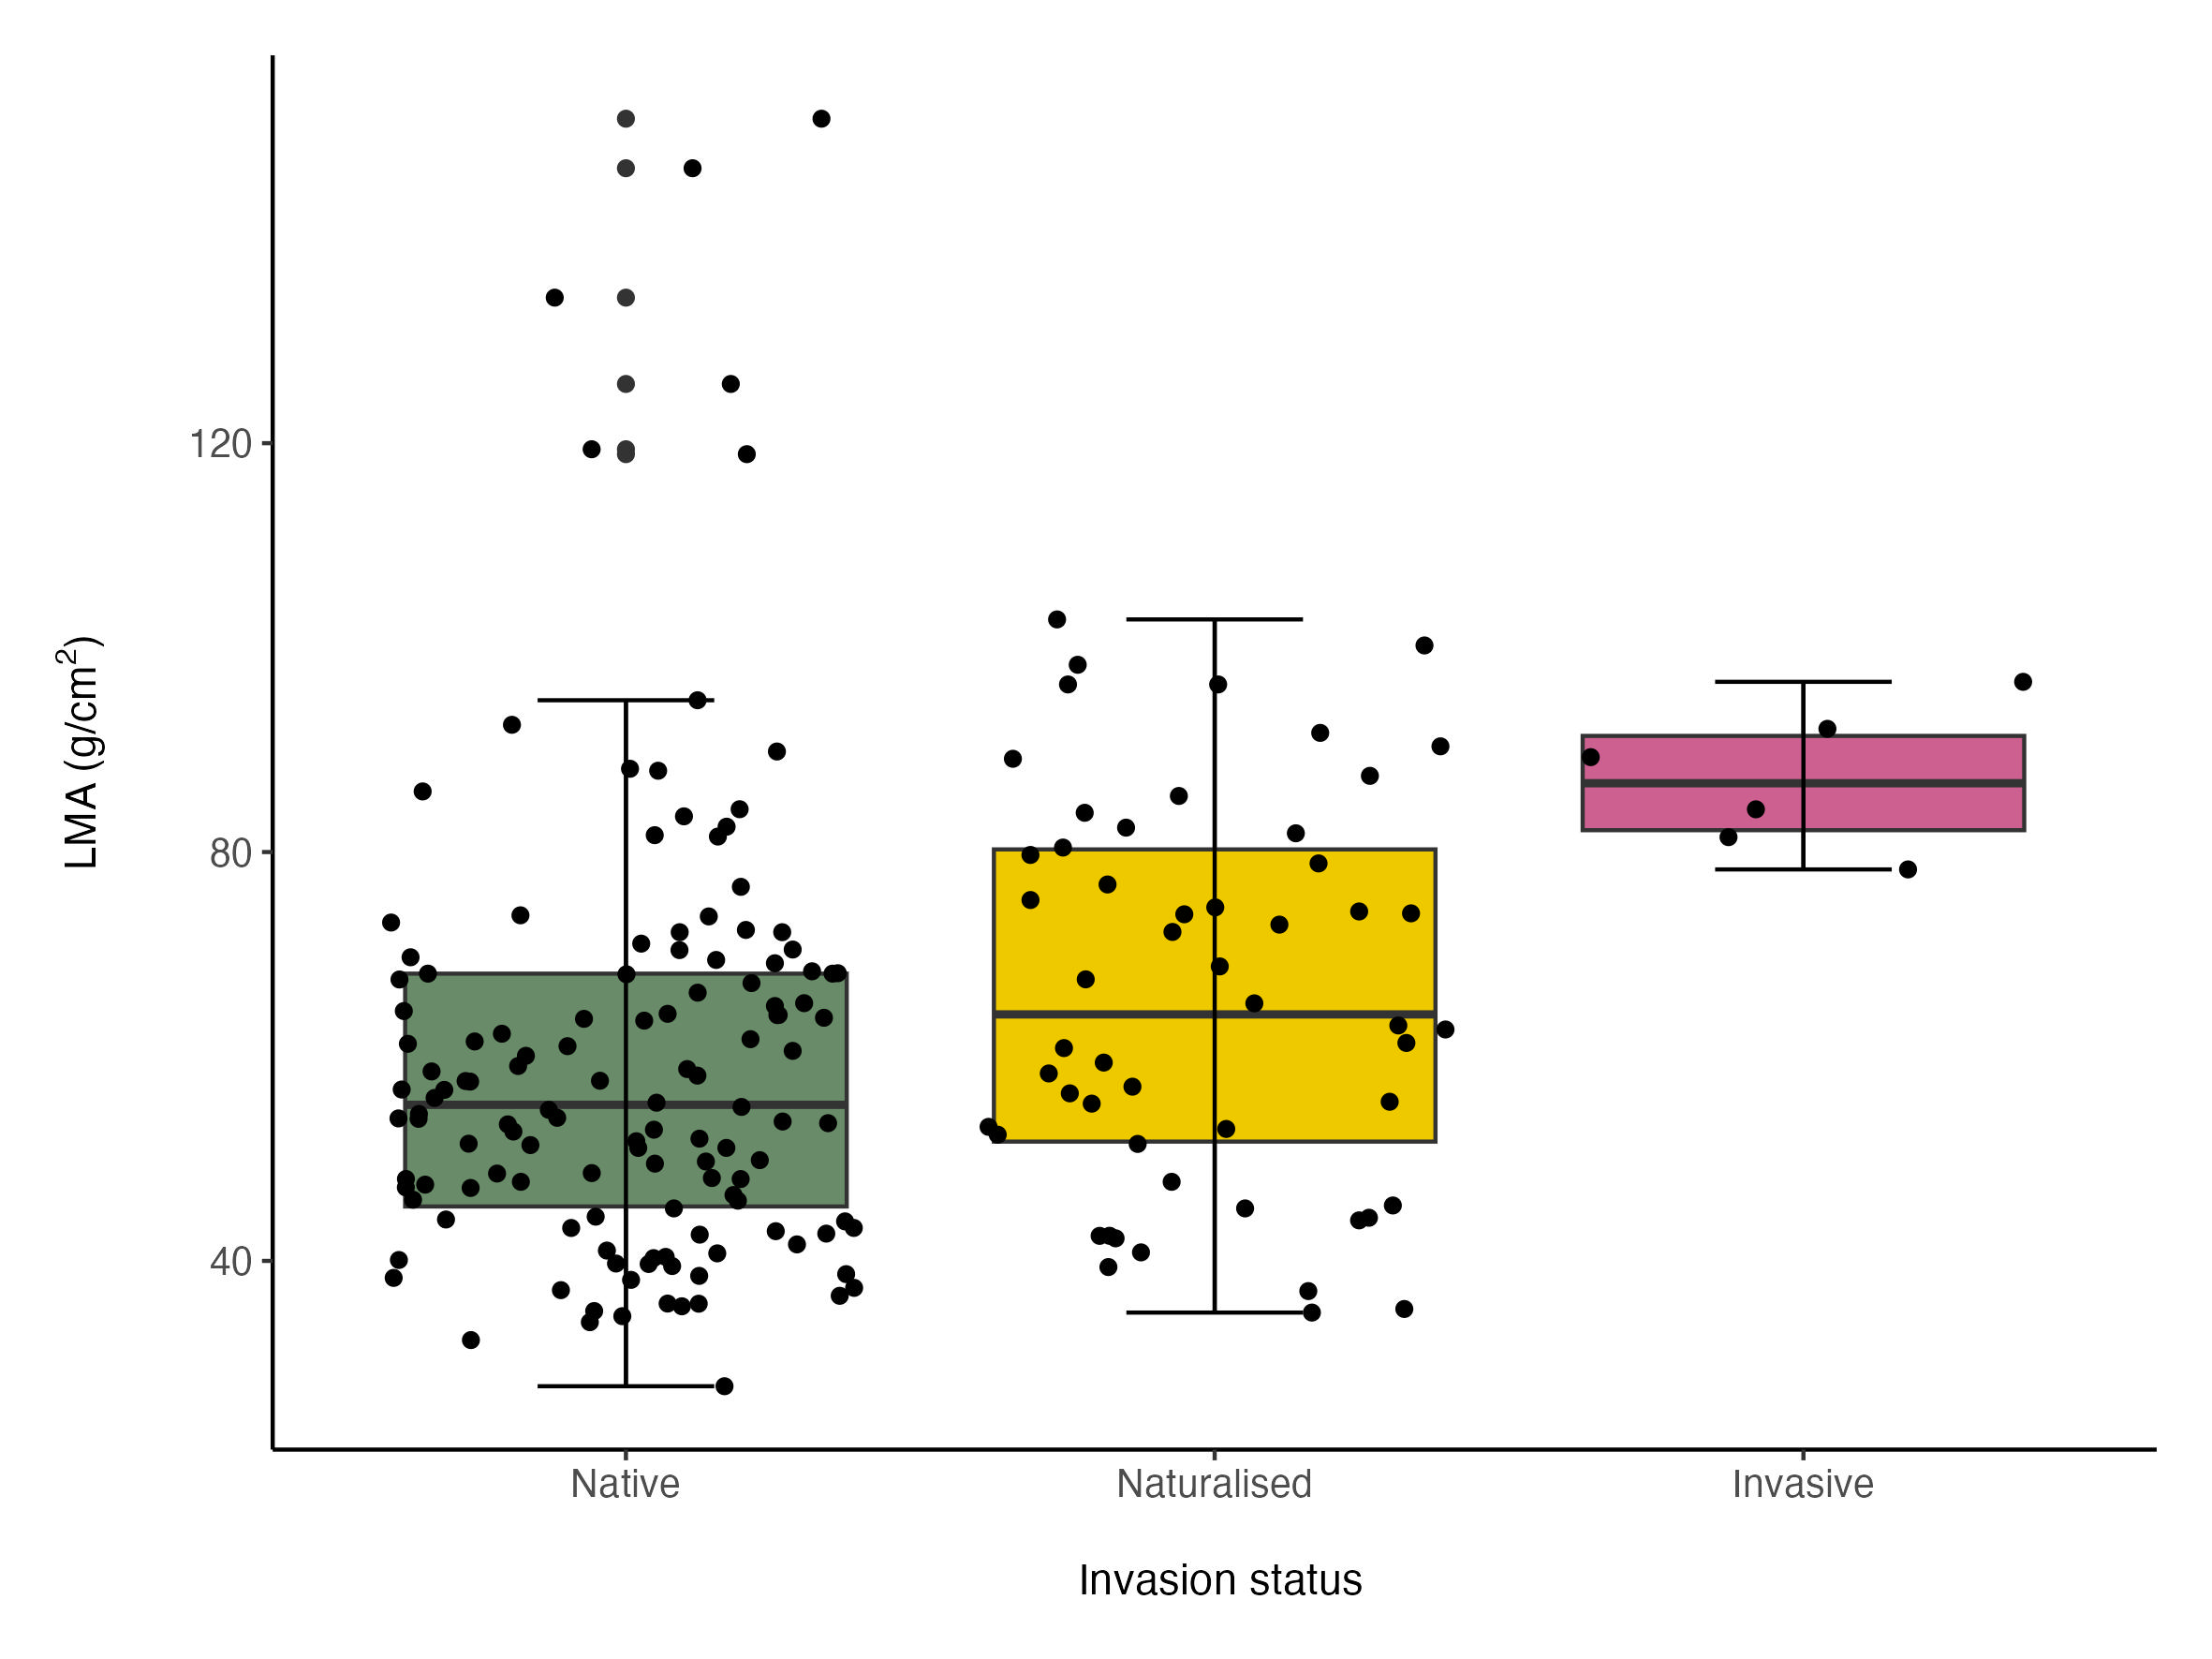 LMA (g/cm²)
120
80
40
Native
Naturalised
Invasive
Invasion status